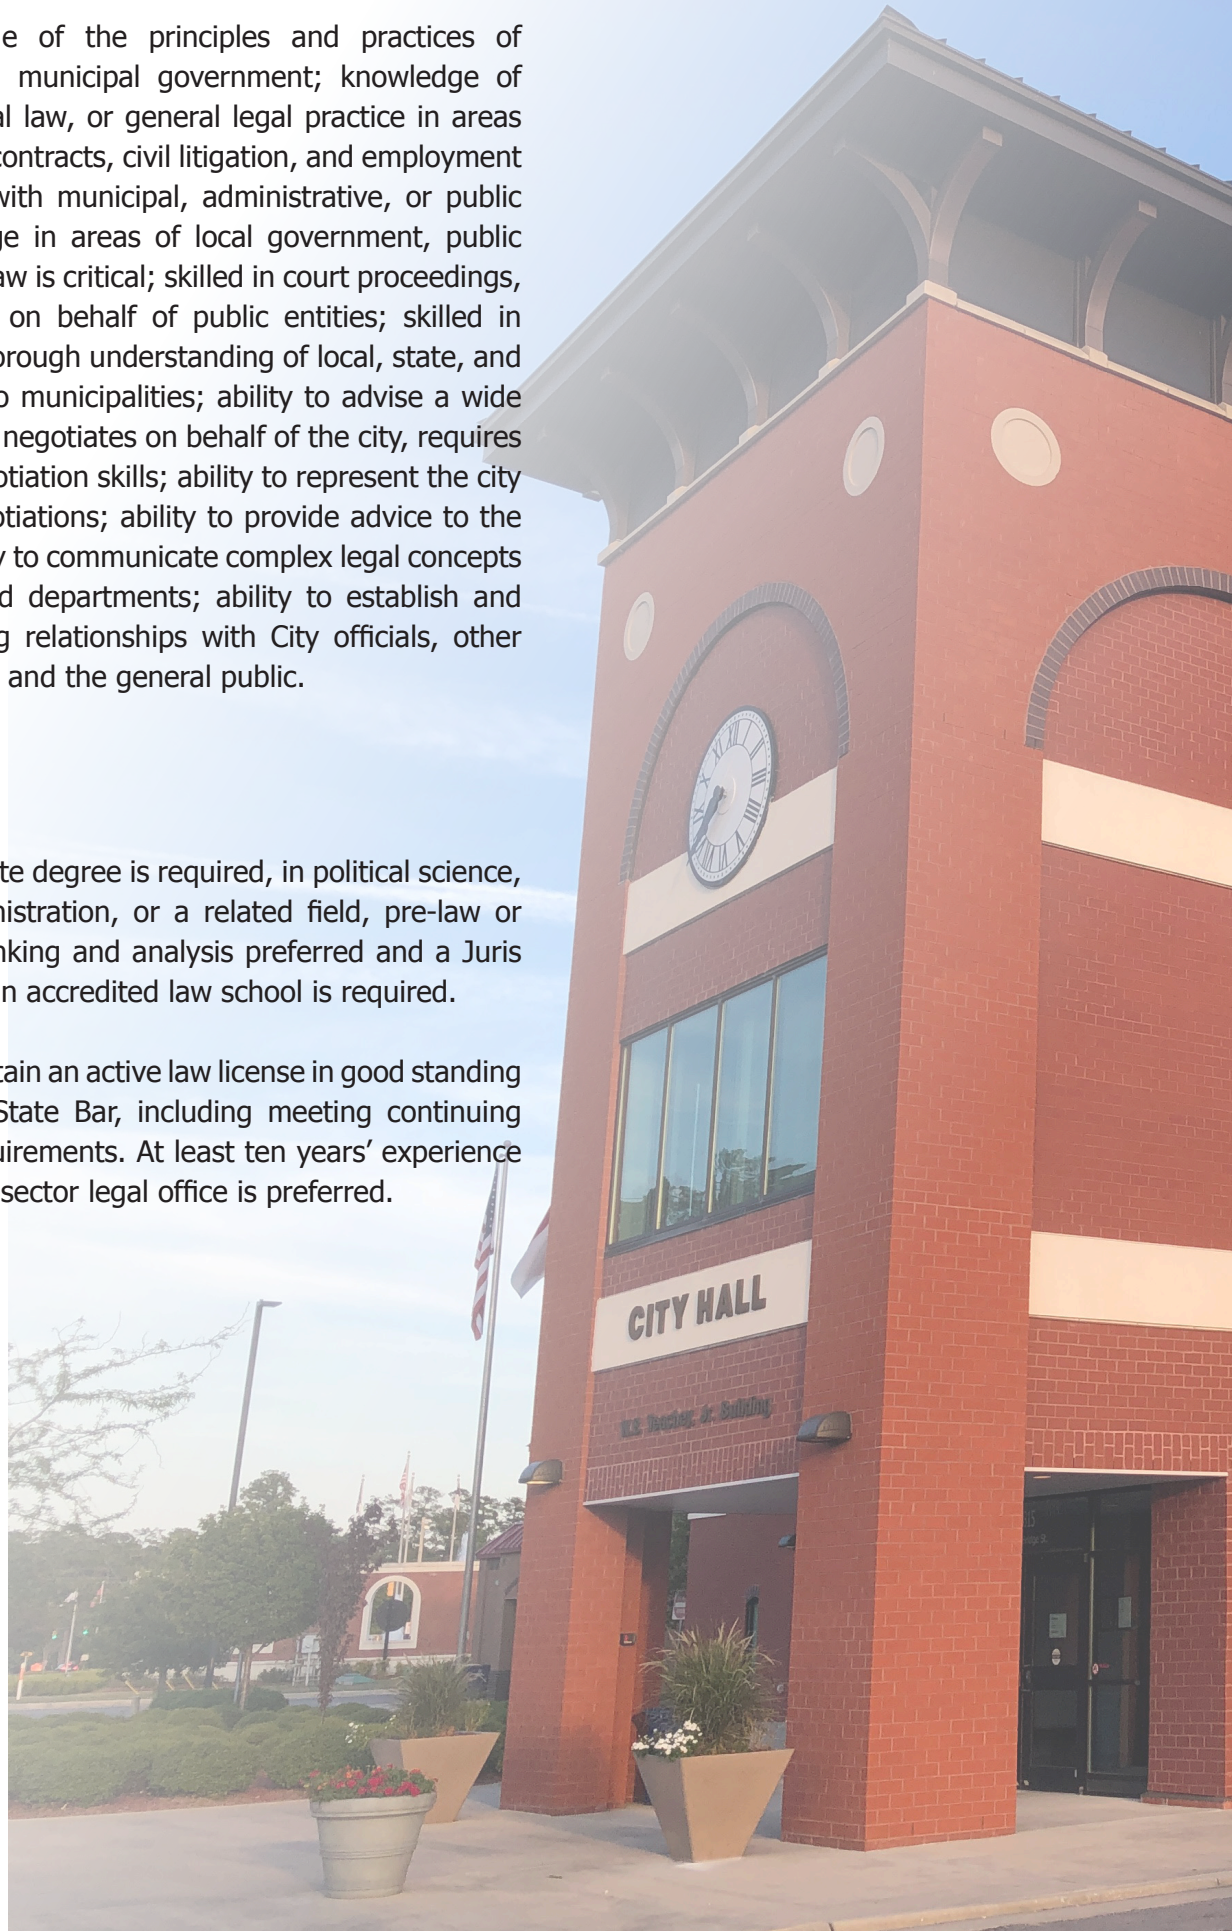 e of the principles and practices of
municipal government; knowledge of
al law, or general legal practice in areas
contracts, civil litigation, and employment
with municipal, administrative, or public
ge in areas of local government, public
aw is critical; skilled in court proceedings,
on behalf of public entities; skilled in
orough understanding of local, state, and
o municipalities; ability to advise a wide
negotiates on behalf of the city, requires
otiation skills; ability to represent the city
otiations; ability to provide advice to the
y to communicate complex legal concepts
d departments; ability to establish and
g relationships with City officials, other
and the general public.
te degree is required, in political science,
nistration, or a related field, pre-law or
nking and analysis preferred and a Juris
n accredited law school is required.
tain an active law license in good standing
State Bar, including meeting continuing
uirements. At least ten years’ experience
sector legal office is preferred.
CITY HALL
Jr. Building